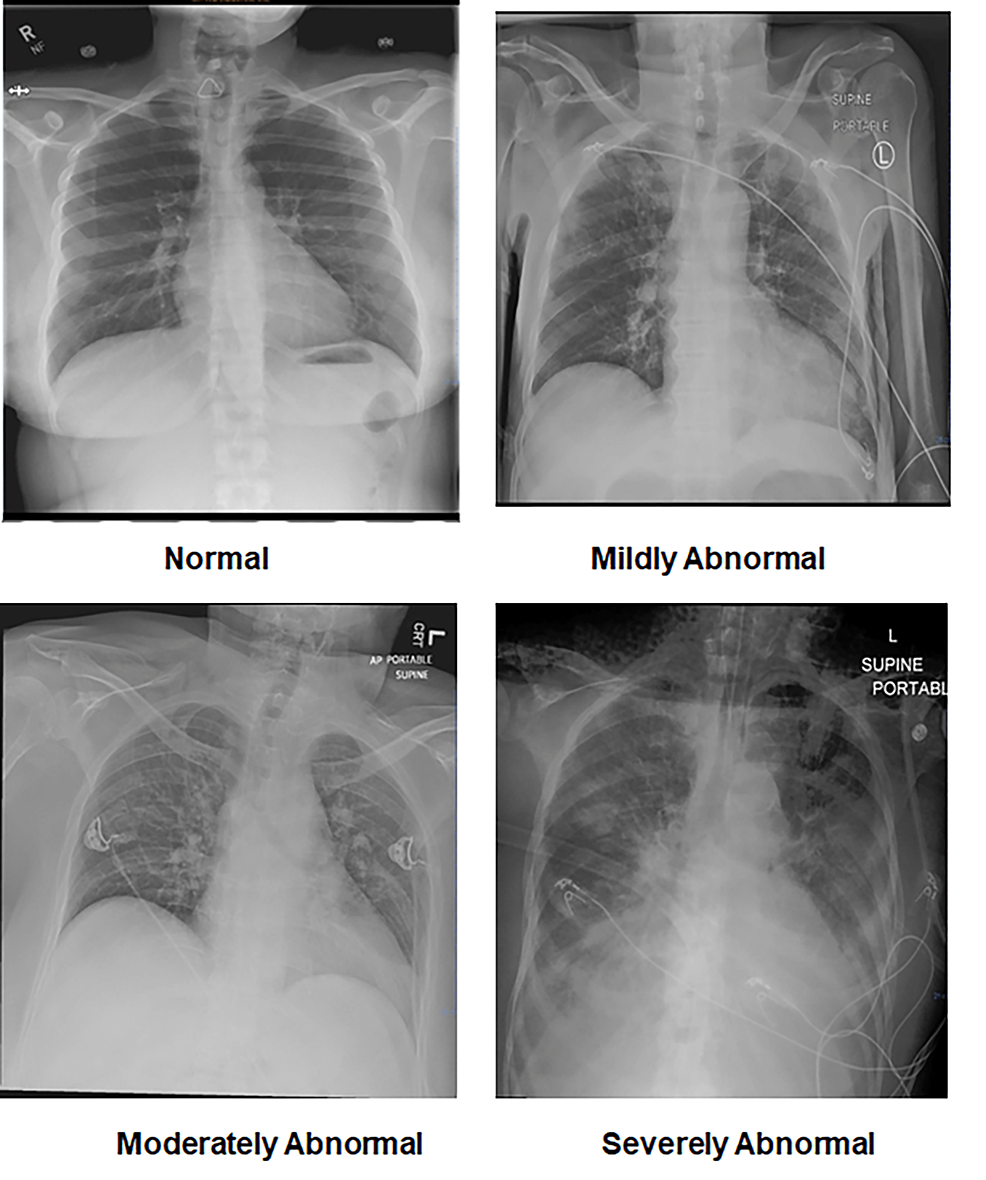 R
NF
SUPINE
PORTABLE
L
Normal
Mildly Abnormal
L
CRT
AP PORTABLE
SUPINE
L
SUPINE
PORTABL
Moderately Abnormal
Severely Abnormal